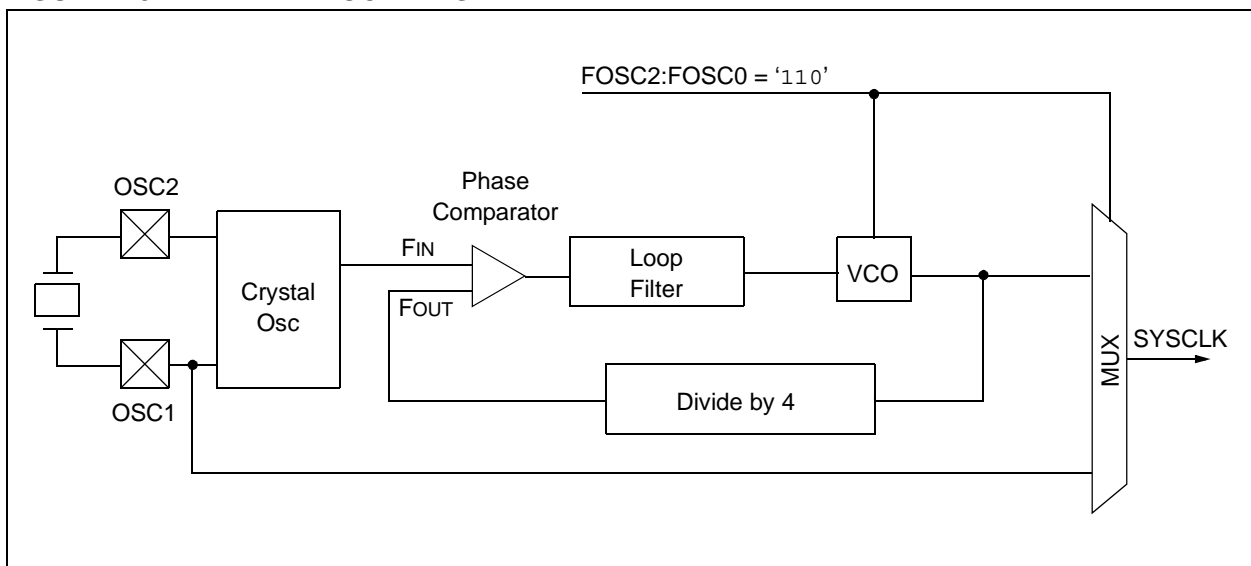 FOSC2:FOSC0 = ‘110’
OSC2
Phase
Comparator
Crystal
Osc
FIN
FOUT
Loop
Filter
VCO
Divide by 4
MUX
SYSCLK
OSC1